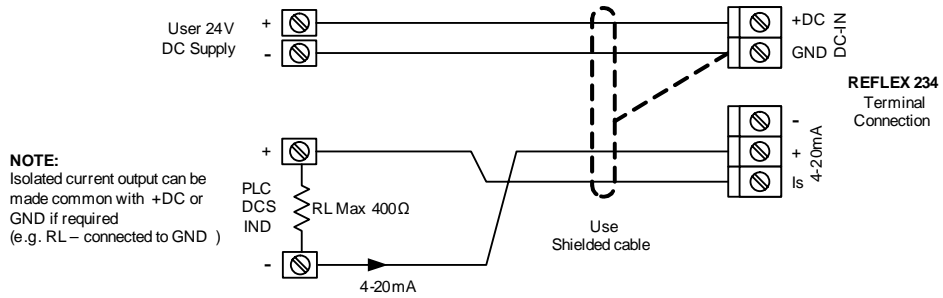 User 24V
DC Supply
+
-
+DC
GND
DC-IN
REFLEX 234
Terminal
Connection
-
+
Is
4-20mA
NOTE:
Isolated current output can be
made common with +DC or
GND if required
(e.g. RL – connected to GND )
+
PLC
DCS
IND
RL Max 400Ω
-
4-20mA
Use
Shielded cable